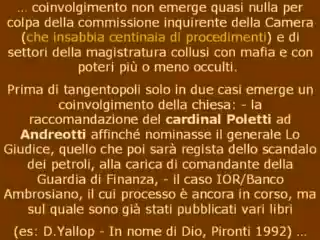 ... coinvolgimento non emerge quasi nulla per
colpa della commissione inquirente della Camera
(che insabbia centinaia di procedimenti) e di
settori della magistratura collusi con mafia e con
poteri più o meno occulti.
Prima di tangentopoli solo in due casi emerge un
coinvolgimento della chiesa: - la
raccomandazione del cardinal Poletti ad
Andreotti affinché nominasse il generale Lo
Giudice, quello che poi sarà regista dello scandalo
dei petroli, alla carica di comandante della
Guardia di Finanza, - il caso IOR/Banco
Ambrosiano, il cui processo è ancora in corso, ma
sul quale sono già stati pubblicati vari libri
(es: D.Yallop - In nome di Dio, Pironti 1992) ...